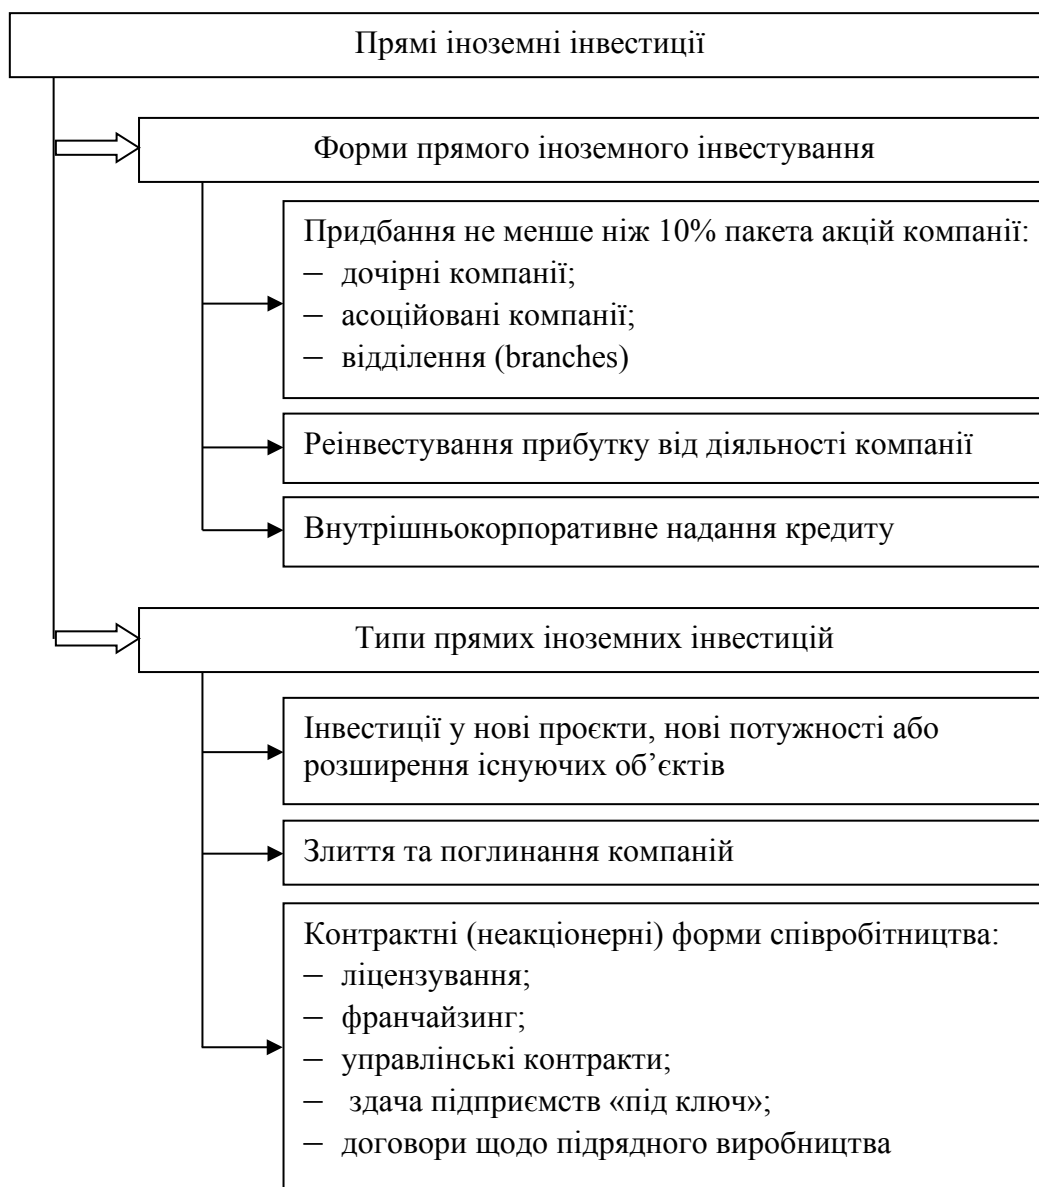 Прямі іноземні інвестиції
Форми прямого іноземного інвестування
Придбання не менше ніж 10% пакета акцій компанії:
– дочірні компанії;
– асоційовані компанії;
– відділення (branches)
Реінвестування прибутку від діяльності компанії
Внутрішньокорпоративне надання кредиту
Типи прямих іноземних інвестицій
Інвестиції у нові проєкти, нові потужності або
розширення існуючих об’єктів
Злиття та поглинання компаній
Контрактні (неакціонерні) форми співробітництва:
– ліцензування;
– франчайзинг;
– управлінські контракти;
– здача підприємств «під ключ»;
– договори щодо підрядного виробництва